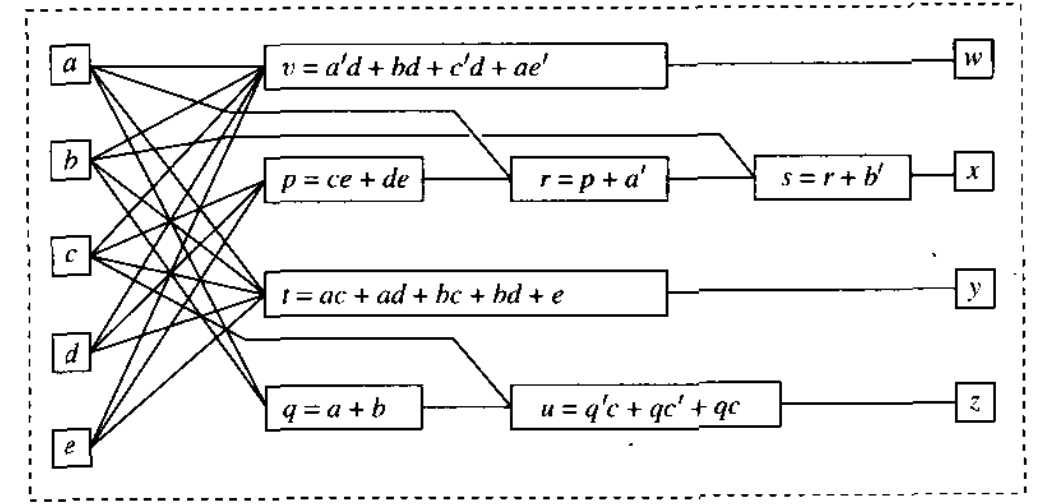 a
v = a'd + bd + c'd + ae'
w
b
p = ce + de
r = p + a'
s = r + b'
x
c
t = ac + ad + bc + bd + e
y
d
q = a + b
u = q'c + qc' + qc
z
e